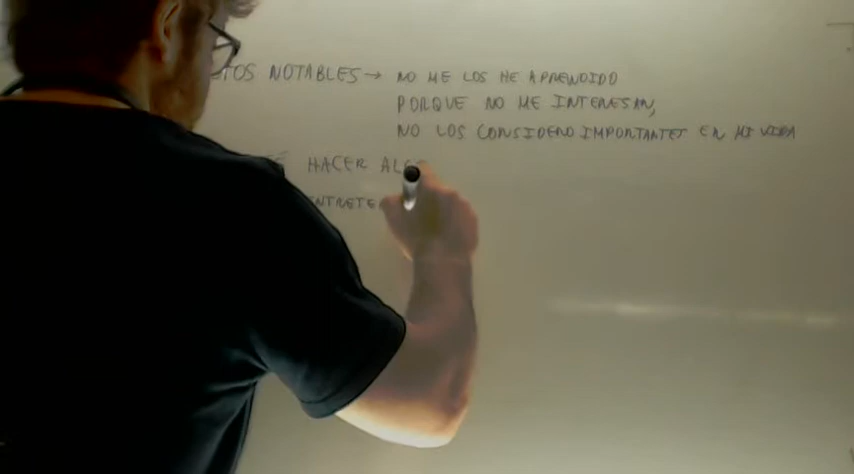 TOS NOTABLES → NO ME LOS HE APRENDIDO
PORQUE NO ME INTERESAN,
NO LOS CONSIDERO IMPORTANTES EN MI VIDA
HACER ALG
NTRETE